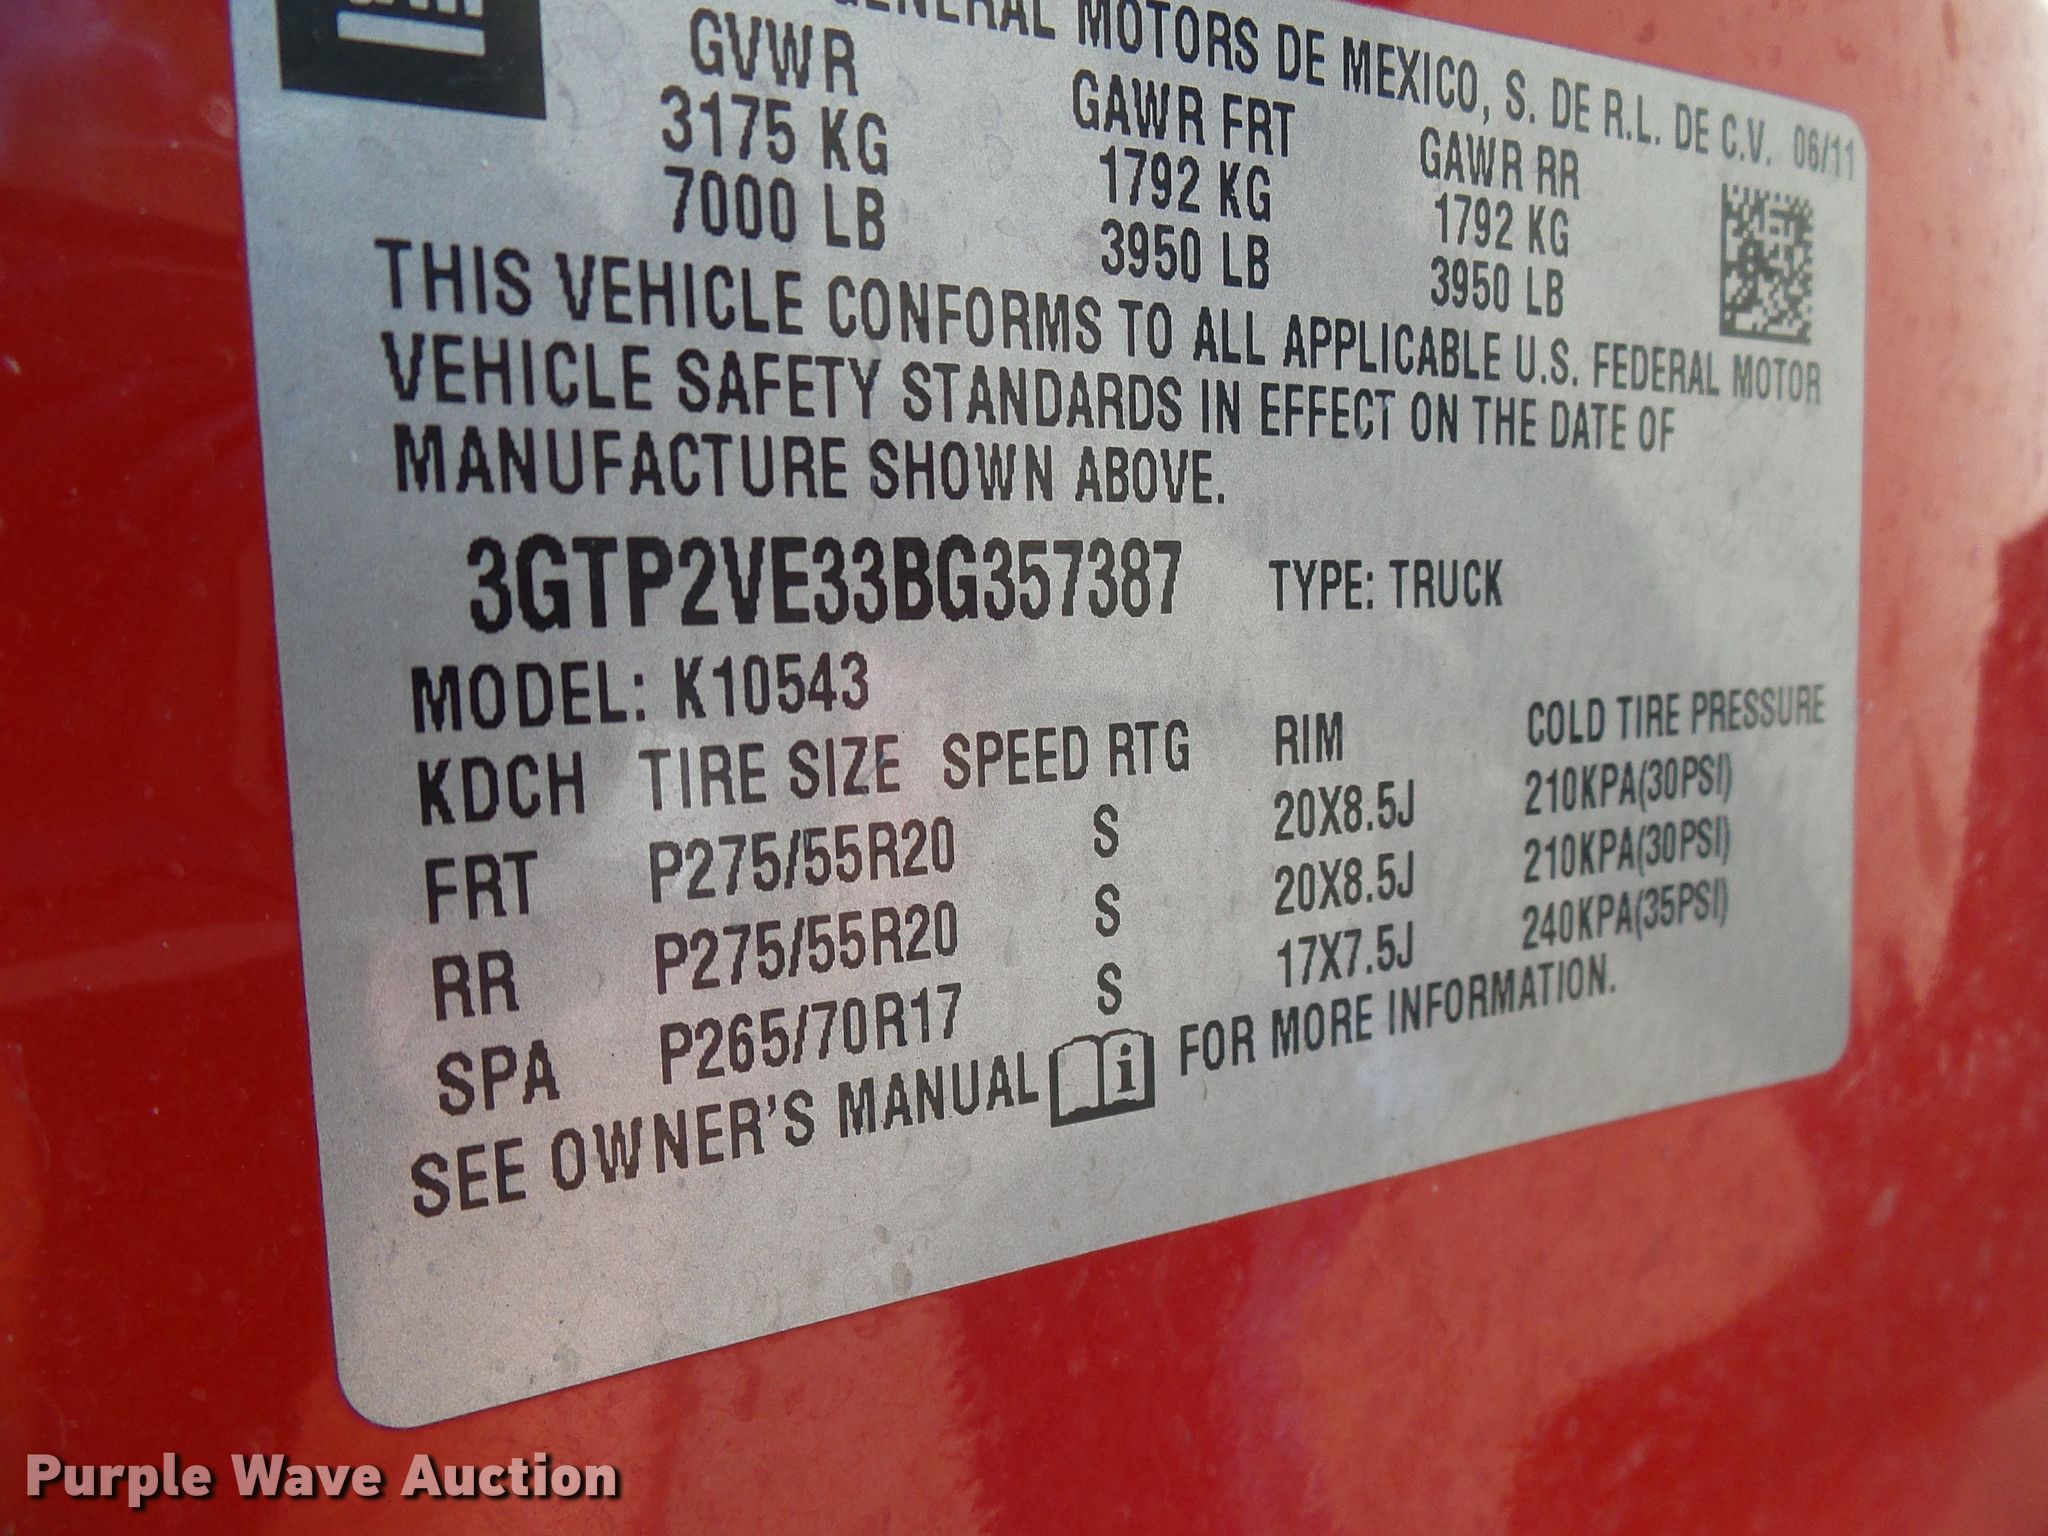 GM
GENERAL MOTORS DE MEXICO, S. DE R.L. DE C.V. 06/11
GVWR GAWR FRT GAWR RR
3175 KG 1792 KG 1792 KG
7000 LB 3950 LB 3950 LB
THIS VEHICLE CONFORMS TO ALL APPLICABLE U.S. FEDERAL MOTOR
VEHICLE SAFETY STANDARDS IN EFFECT ON THE DATE OF
MANUFACTURE SHOWN ABOVE.
3GTP2VE33BG357387 TYPE: TRUCK
MODEL: K10543
KDCH TIRE SIZE SPEED RTG RIM COLD TIRE PRESSURE
FRT P275/55R20 S 20X8.5J 210KPA(30PSI)
RR P275/55R20 S 20X8.5J 210KPA(30PSI)
SPA P265/70R17 S 17X7.5J 240KPA(35PSI)
SEE OWNER'S MANUAL i FOR MORE INFORMATION.
Purple Wave Auction